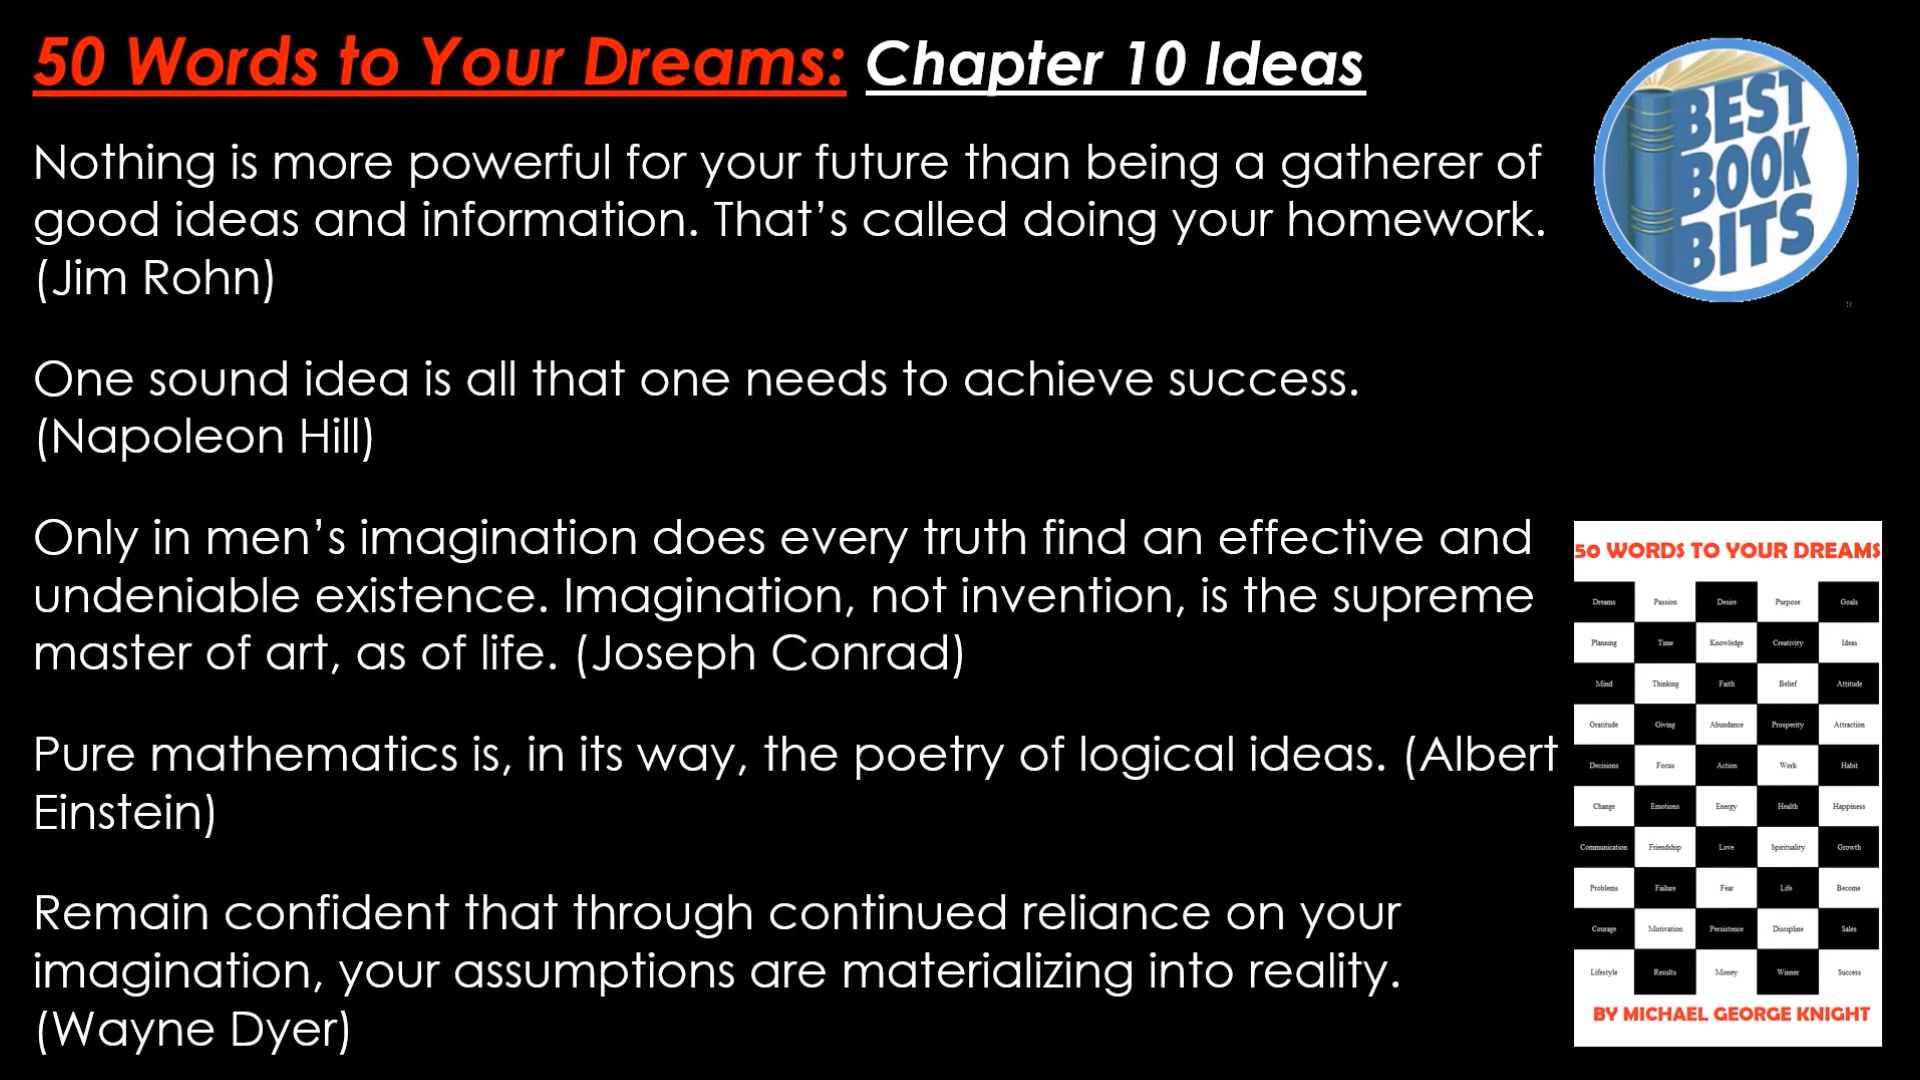 50 Words to Your Dreams: Chapter 10 Ideas
Nothing is more powerful for your future than being a gatherer of
good ideas and information. That’s called doing your homework.
(Jim Rohn)
One sound idea is all that one needs to achieve success.
(Napoleon Hill)
Only in men’s imagination does every truth find an effective and
undeniable existence. Imagination, not invention, is the supreme
master of art, as of life. (Joseph Conrad)
Pure mathematics is, in its way, the poetry of logical ideas. (Albert
Einstein)
Remain confident that through continued reliance on your
imagination, your assumptions are materializing into reality.
(Wayne Dyer)
BEST
BOOK
BITS
50 WORDS TO YOUR DREAMS
Dreams Passion Desire Purpose Goals
Planning Time Knowledge Creativity Ideas
Mind Thinking Faith Belief Attitude
Gratitude Giving Abundance Prosperity Attraction
Decisions Focus Action Work Habit
Change Emotions Energy Health Happiness
Communication Friendship Love Spirituality Growth
Problems Failure Fear Life Become
Courage Motivation Persistence Discipline Sales
Lifestyle Results Money Winner Success
BY MICHAEL GEORGE KNIGHT